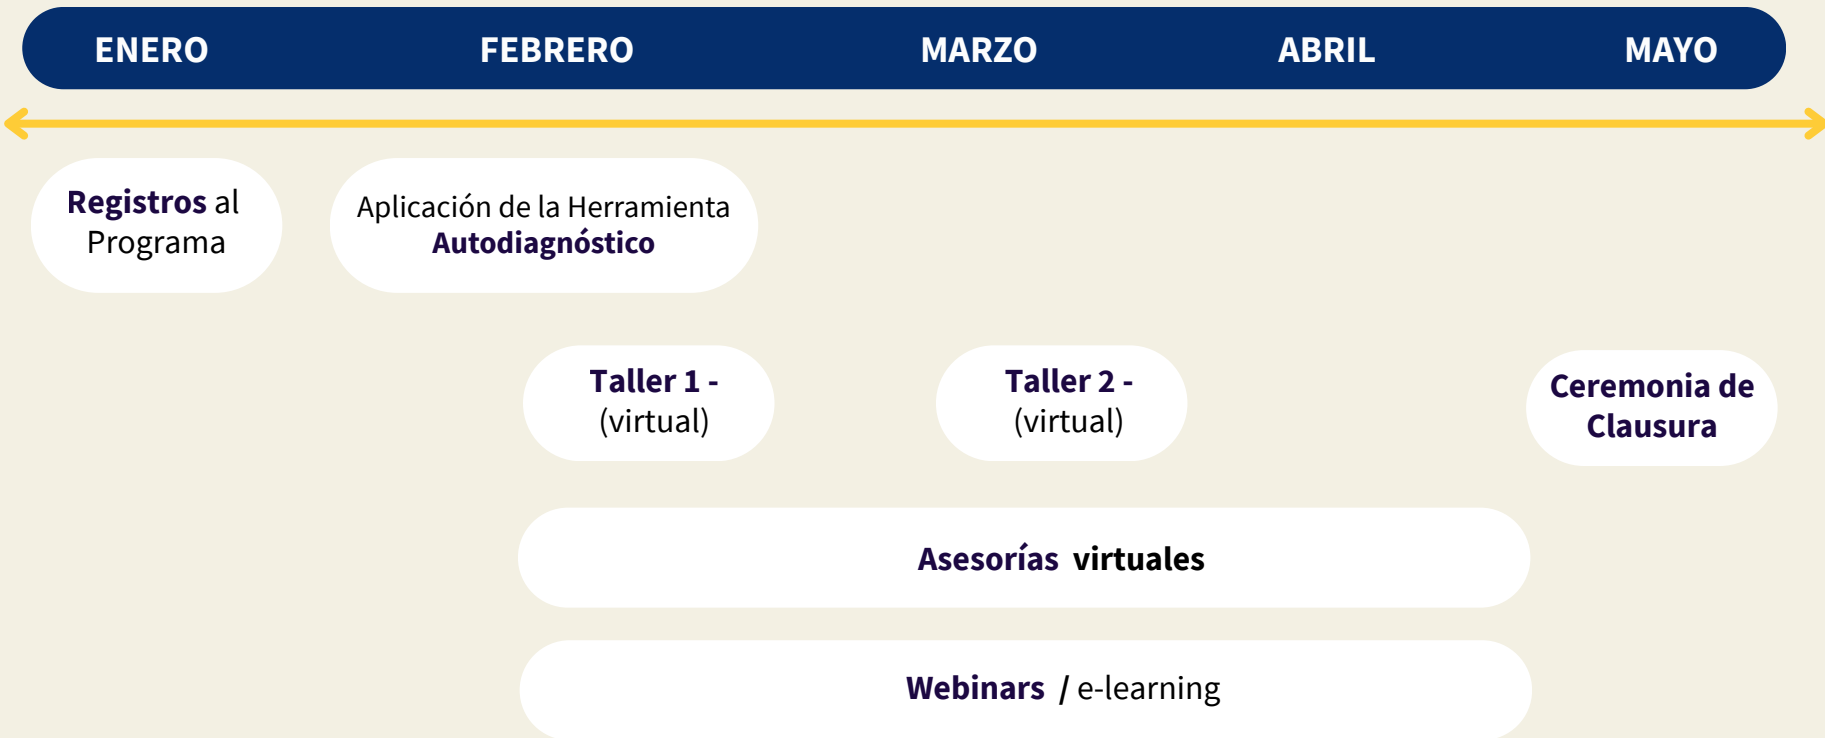 ENERO FEBRERO MARZO ABRIL MAYO
Registros al
Programa
Aplicación de la Herramienta
Autodiagnóstico
Taller 1 -
(virtual)
Taller 2 -
(virtual)
Ceremonia de
Clausura
Asesorías virtuales
Webinars / e-learning